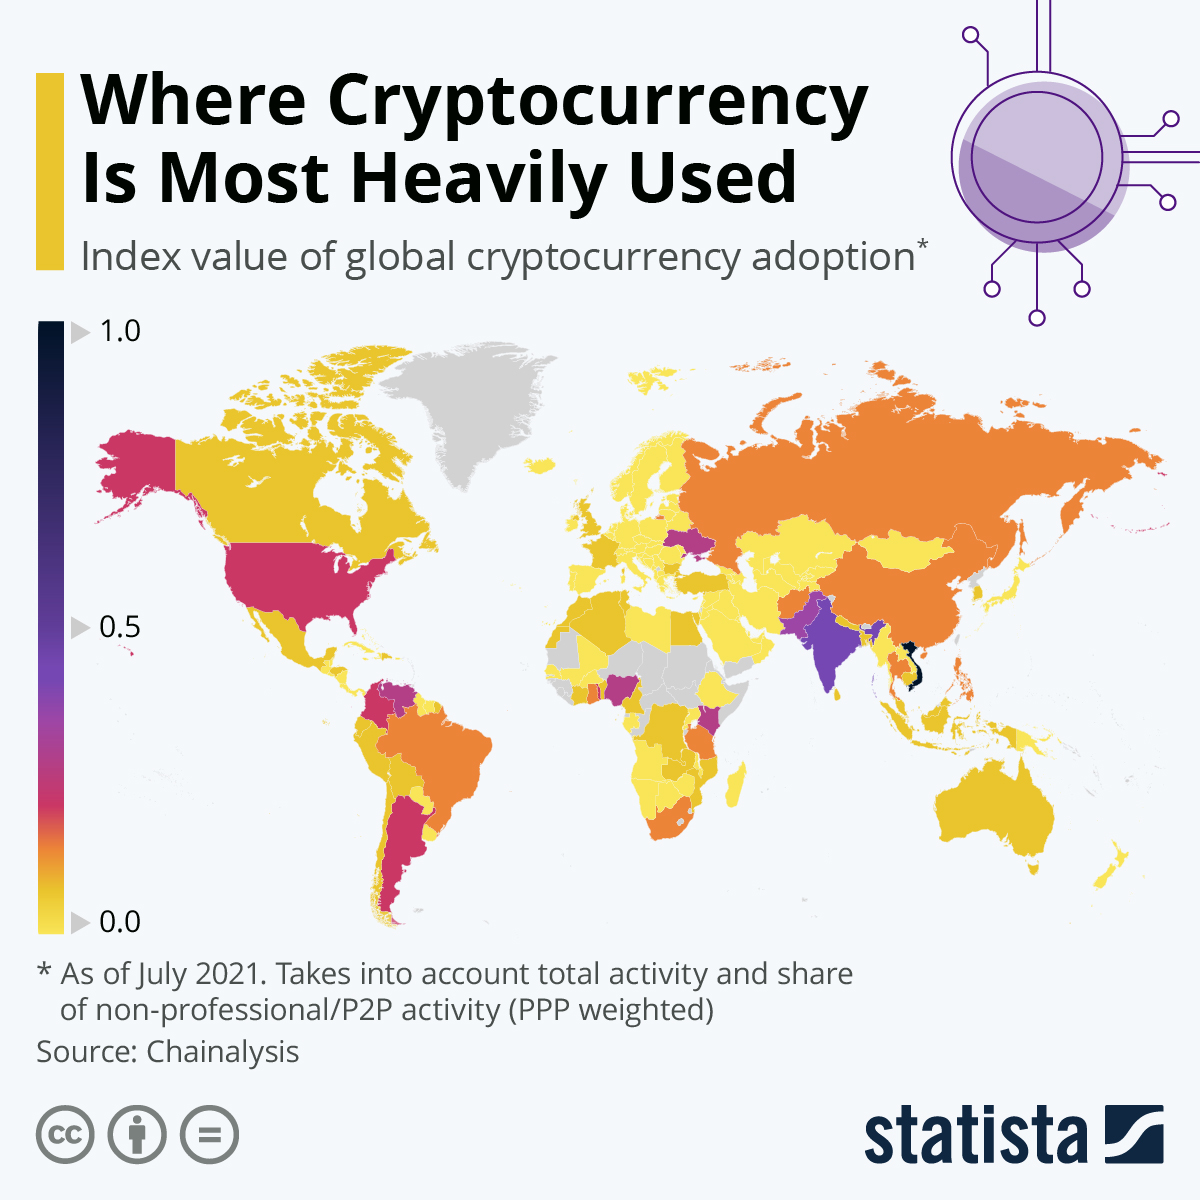 Where Cryptocurrency
Is Most Heavily Used
Index value of global cryptocurrency adoption*
1.0
0.5
0.0
* As of July 2021. Takes into account total activity and share
of non-professional/P2P activity (PPP weighted)
Source: Chainalysis
cc
=
statista